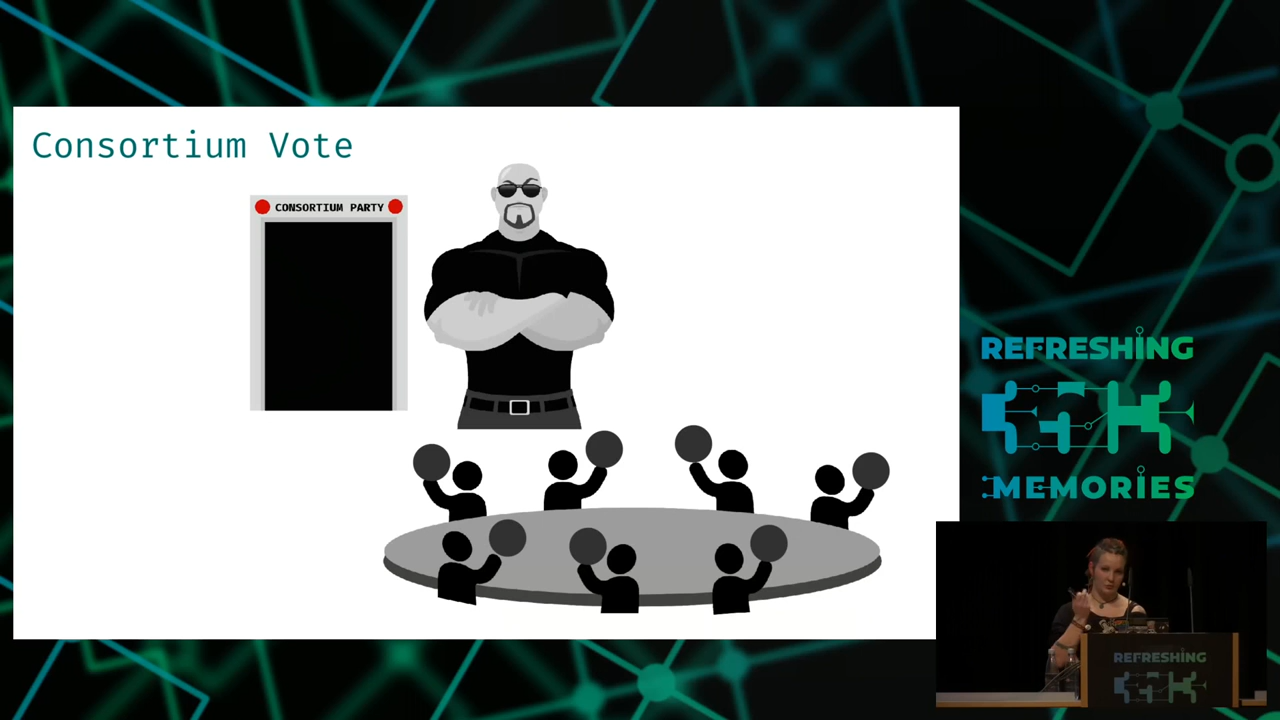 Consortium Vote
CONSORTIUM PARTY
REFRESHING
MEMORIES
REFRESHING